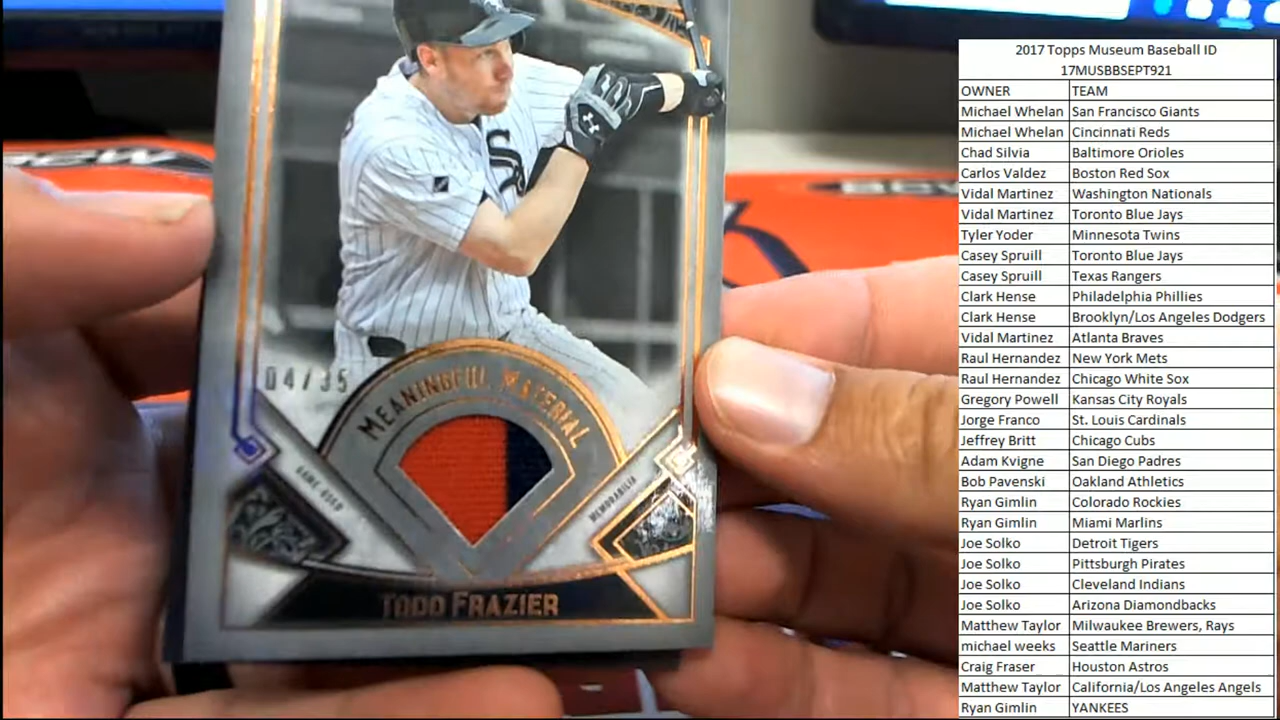 04/35
MEANINGFUL MATERIAL
GAME-USED
MEMORABILIA
TODD FRAZIER
2017 Topps Museum Baseball ID
17MUSBBSEPT921
OWNER TEAM
Michael Whelan San Francisco Giants
Michael Whelan Cincinnati Reds
Chad Silvia Baltimore Orioles
Carlos Valdez Boston Red Sox
Vidal Martinez Washington Nationals
Vidal Martinez Toronto Blue Jays
Tyler Yoder Minnesota Twins
Casey Spruill Toronto Blue Jays
Casey Spruill Texas Rangers
Clark Hense Philadelphia Phillies
Clark Hense Brooklyn/Los Angeles Dodgers
Vidal Martinez Atlanta Braves
Raul Hernandez New York Mets
Raul Hernandez Chicago White Sox
Gregory Powell Kansas City Royals
Jorge Franco St. Louis Cardinals
Jeffrey Britt Chicago Cubs
Adam Kvigne San Diego Padres
Bob Pavenski Oakland Athletics
Ryan Gimlin Colorado Rockies
Ryan Gimlin Miami Marlins
Joe Solko Detroit Tigers
Joe Solko Pittsburgh Pirates
Joe Solko Cleveland Indians
Joe Solko Arizona Diamondbacks
Matthew Taylor Milwaukee Brewers, Rays
michael weeks Seattle Mariners
Craig Fraser Houston Astros
Matthew Taylor California/Los Angeles Angels
Ryan Gimlin YANKEES